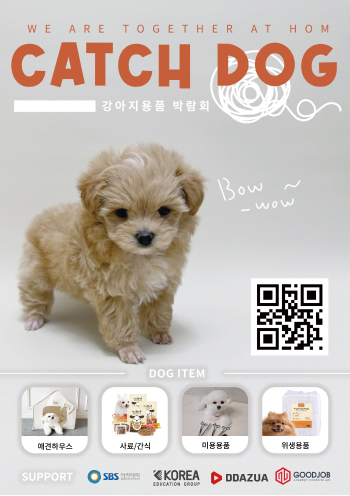 WE ARE TOGETHER AT HOM
CATCH DOG
강아지용품 박람회
Bow ~
-wow
DOG ITEM
애견하우스
사료/간식
미용용품
위생용품
SUPPORT
SBS
KOREA
EDUCATION GROUP
DDAZUA
GOODJOB